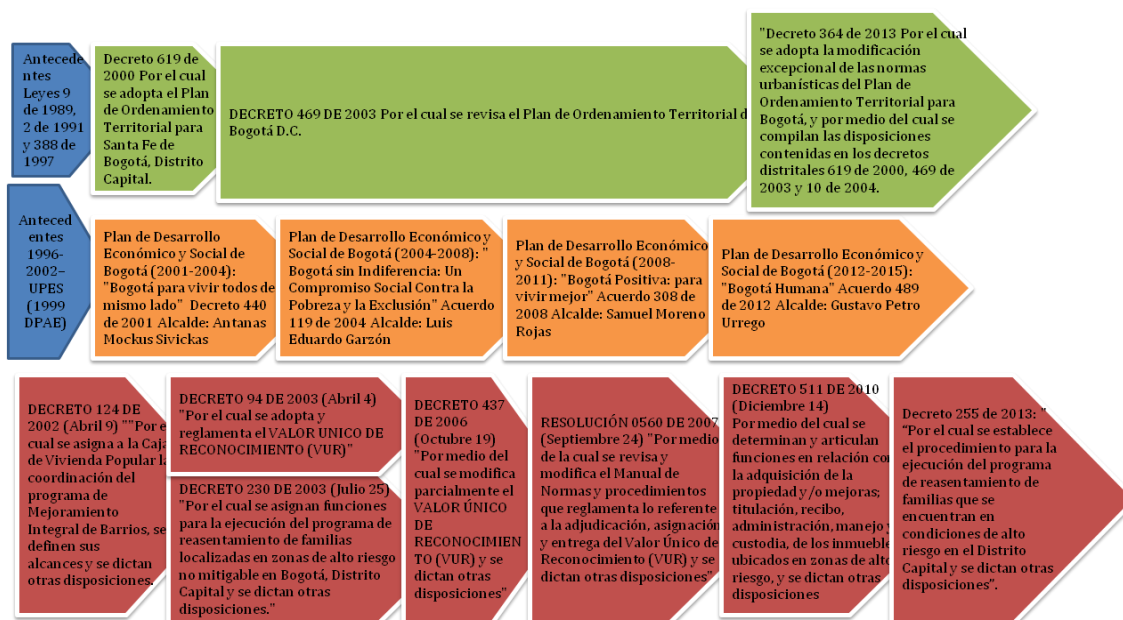 Antecede
ntes
Leyes 9
de 1989,
2 de 1991
y 388 de
1997
Decreto 619 de
2000 Por el cual
se adopta el Plan
de Ordenamiento
Territorial para
Santa Fe de
Bogotá, Distrito
Capital.
DECRETO 469 DE 2003 Por el cual se revisa el Plan de Ordenamiento Territorial d
Bogotá D.C.
"Decreto 364 de 2013 Por el cual
se adopta la modificación
excepcional de las normas
urbanísticas del Plan de
Ordenamiento Territorial para
Bogotá, y por medio del cual se
compilan las disposiciones
contenidas en los decretos
distritales 619 de 2000, 469 de
2003 y 10 de 2004.
Anteced
entes
1996-
2002–
UPES
(1999
DPAE)
Plan de Desarrollo
Económico y Social de
Bogotá (2001-2004):
"Bogotá para vivir todos de
mismo lado" Decreto 440
de 2001 Alcalde: Antanas
Mockus Sivickas
Plan de Desarrollo Económico y
Social de Bogotá (2004-2008): "
Bogotá sin Indiferencia: Un
Compromiso Social Contra la
Pobreza y la Exclusión" Acuerdo
119 de 2004 Alcalde: Luis
Eduardo Garzón
Plan de Desarrollo Económico
y Social de Bogotá (2008-
2011): "Bogotá Positiva: para
vivir mejor" Acuerdo 308 de
2008 Alcalde: Samuel Moreno
Rojas
Plan de Desarrollo Económico y
Social de Bogotá (2012-2015):
"Bogotá Humana" Acuerdo 489
de 2012 Alcalde: Gustavo Petro
Urrego
DECRETO 124 DE
2002 (Abril 9) ""Por el
cual se asigna a la Caja
de Vivienda Popular la
coordinación del
programa de
Mejoramiento
Integral de Barrios, se
definen sus
alcances y se dictan
otras disposiciones.
DECRETO 94 DE 2003 (Abril 4)
"Por el cual se adopta y
reglamenta el VALOR UNICO DE
RECONOCIMIENTO (VUR)"
DECRETO 230 DE 2003 (Julio 25)
"Por el cual se asignan funciones
para la ejecución del programa de
reasentamiento de familias
localizadas en zonas de alto riesgo
no mitigable en Bogotá, Distrito
Capital y se dictan otras
disposiciones."
DECRETO 437
DE 2006
(Octubre 19)
"Por medio
del cual se modifica
parcialmente el
VALOR ÚNICO
DE
RECONOCIMIEN
TO (VUR) y se
dictan otras
disposiciones"
RESOLUCIÓN 0560 DE 2007
(Septiembre 24) "Por medio
de la cual se revisa y
modifica el Manual de
Normas y procedimientos
que reglamenta lo referente
a la adjudicación, asignación
y entrega del Valor Único de
Reconocimiento (VUR) y se
dictan otras disposiciones"
DECRETO 511 DE 2010
(Diciembre 14)
Por medio del cual se
determinan y articulan
funciones en relación con
la adquisición de la
propiedad y/o mejoras;
titulación, recibo,
administración, manejo y
custodia, de los inmueble
ubicados en zonas de alto
riesgo, y se dictan otras
disposiciones
Decreto 255 de 2013: "
"Por el cual se establece
el procedimiento para la
ejecución del programa
de reasentamiento de
familias que se
encuentran en
condiciones de alto
riesgo en el Distrito
Capital y se dictan otras
disposiciones".